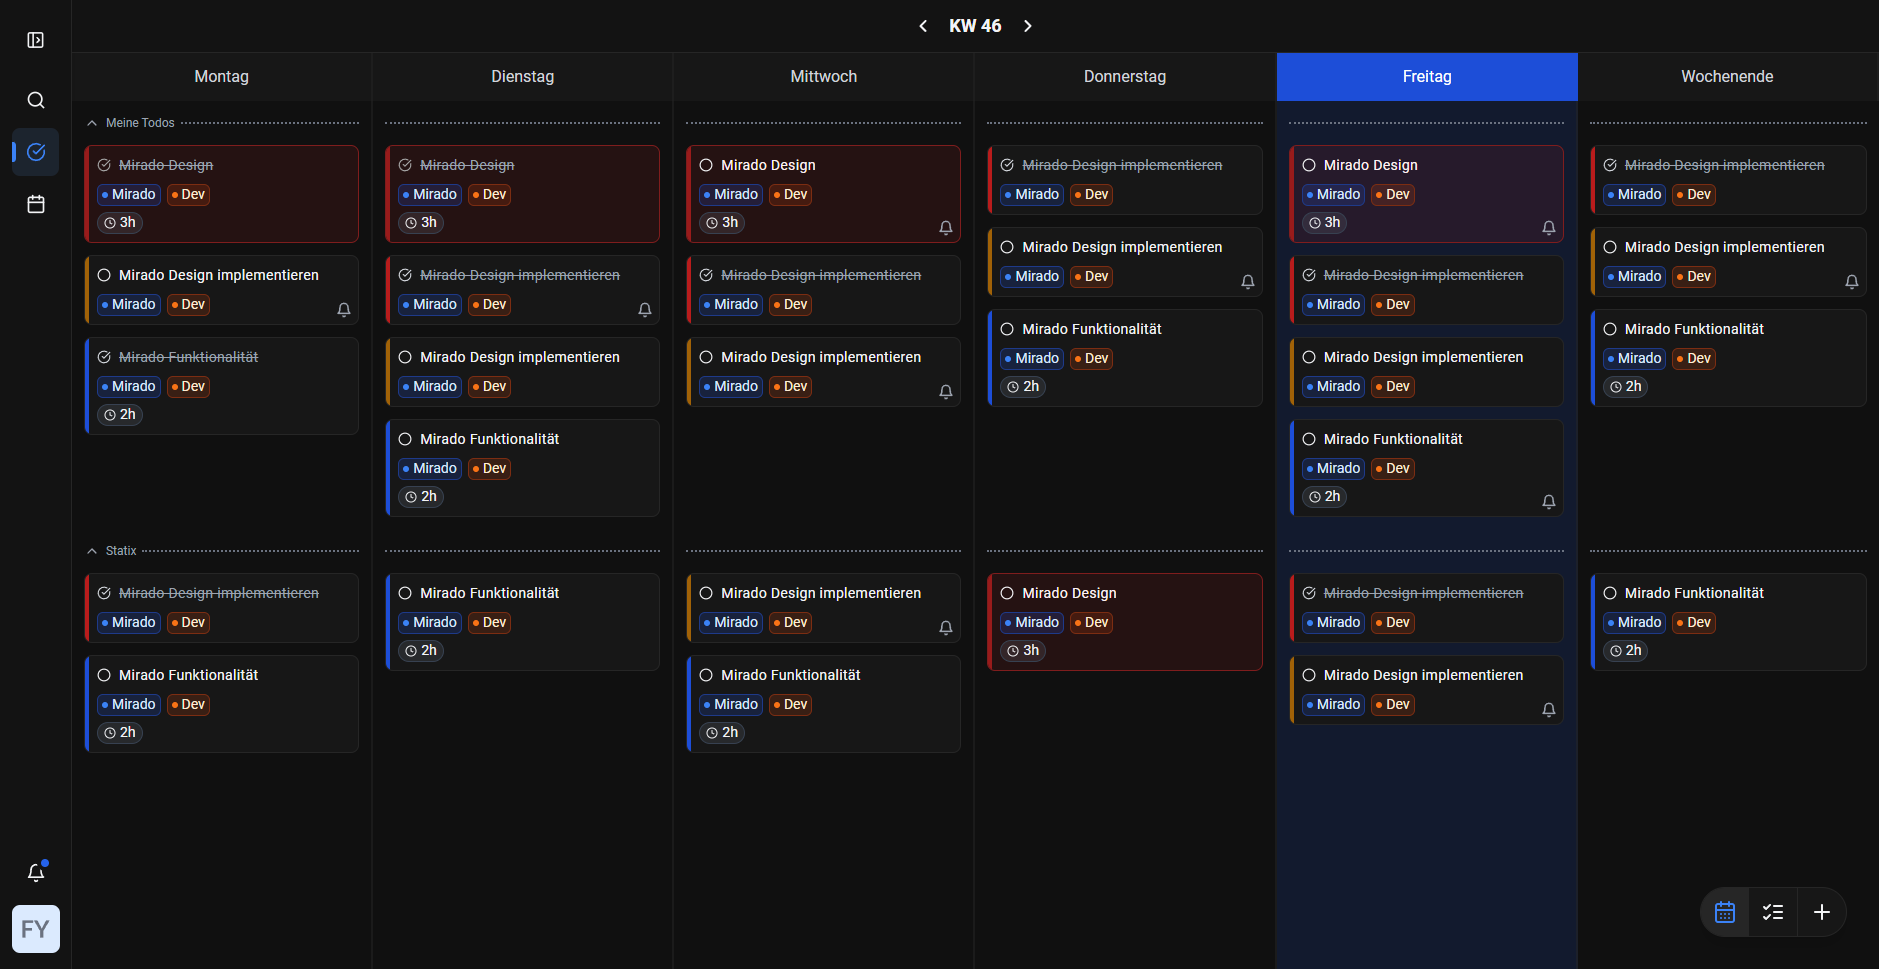 KW 46
Montag
Dienstag
Mittwoch
Donnerstag
Freitag
Wochenende
Meine Todos
Mirado Design
Mirado Dev
3h
Mirado Design implementieren
Mirado Dev
Mirado Funktionalität
Mirado Dev
2h
Mirado Design
Mirado Dev
3h
Mirado Design implementieren
Mirado Dev
Mirado Design implementieren
Mirado Dev
Mirado Funktionalität
Mirado Dev
2h
Mirado Design
Mirado Dev
3h
Mirado Design implementieren
Mirado Dev
Mirado Design implementieren
Mirado Dev
Mirado Design implementieren
Mirado Dev
Mirado Design implementieren
Mirado Dev
Mirado Funktionalität
Mirado Dev
2h
Mirado Design
Mirado Dev
3h
Mirado Design implementieren
Mirado Dev
Mirado Design implementieren
Mirado Dev
Mirado Funktionalität
Mirado Dev
2h
Mirado Design implementieren
Mirado Dev
Mirado Design implementieren
Mirado Dev
Mirado Funktionalität
Mirado Dev
2h
Statix
Mirado Design implementieren
Mirado Dev
Mirado Funktionalität
Mirado Dev
2h
Mirado Funktionalität
Mirado Dev
2h
Mirado Design implementieren
Mirado Dev
Mirado Funktionalität
Mirado Dev
2h
Mirado Design
Mirado Dev
3h
Mirado Design implementieren
Mirado Dev
Mirado Design implementieren
Mirado Dev
Mirado Funktionalität
Mirado Dev
2h
FY